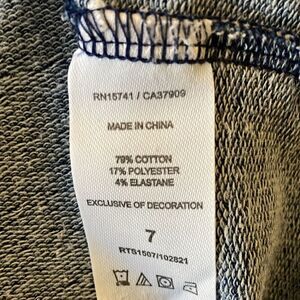 RN15741 / CA37909
MADE IN CHINA
79% COTTON
17% POLYESTER
4% ELASTANE
EXCLUSIVE OF DECORATION
7
RTS1507/102821